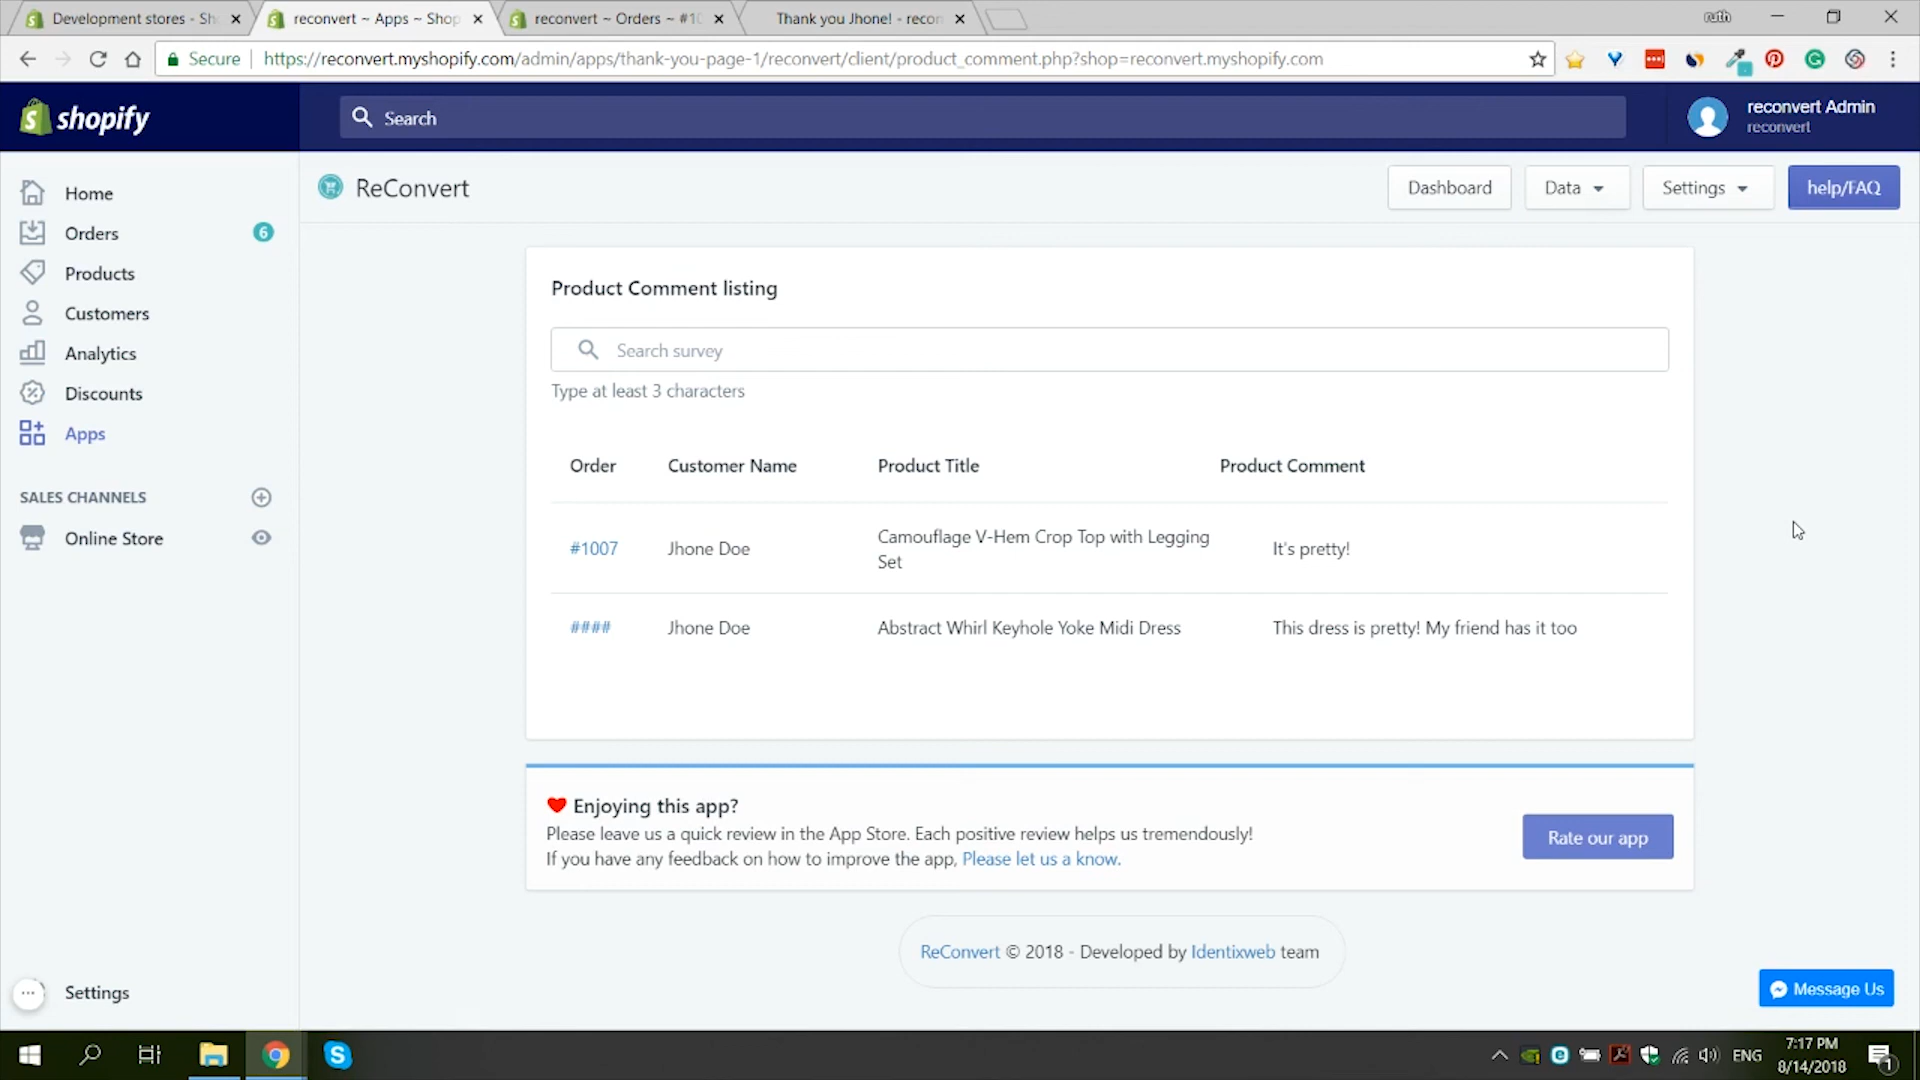 Development stores - Sh
reconvert ~ Apps ~ Shop
reconvert ~ Orders ~ #10
Thank you Jhone! - recon
ruth
Secure
https://reconvert.myshopify.com/admin/apps/thank-you-page-1/reconvert/client/product_comment.php?shop=reconvert.myshopify.com
shopify
Search
reconvert Admin
reconvert
Home
Orders
6
Products
Customers
Analytics
Discounts
Apps
SALES CHANNELS
Online Store
Settings
ReConvert
Dashboard
Data
Settings
help/FAQ
Product Comment listing
Search survey
Type at least 3 characters
Order Customer Name Product Title Product Comment
#1007 Jhone Doe Camouflage V-Hem Crop Top with Legging It's pretty!
Set
#### Jhone Doe Abstract Whirl Keyhole Yoke Midi Dress This dress is pretty! My friend has it too
Enjoying this app?
Please leave us a quick review in the App Store. Each positive review helps us tremendously!
If you have any feedback on how to improve the app, Please let us a know.
Rate our app
ReConvert © 2018 - Developed by Identixweb team
Message Us
ENG
7:17 PM
8/14/2018
1